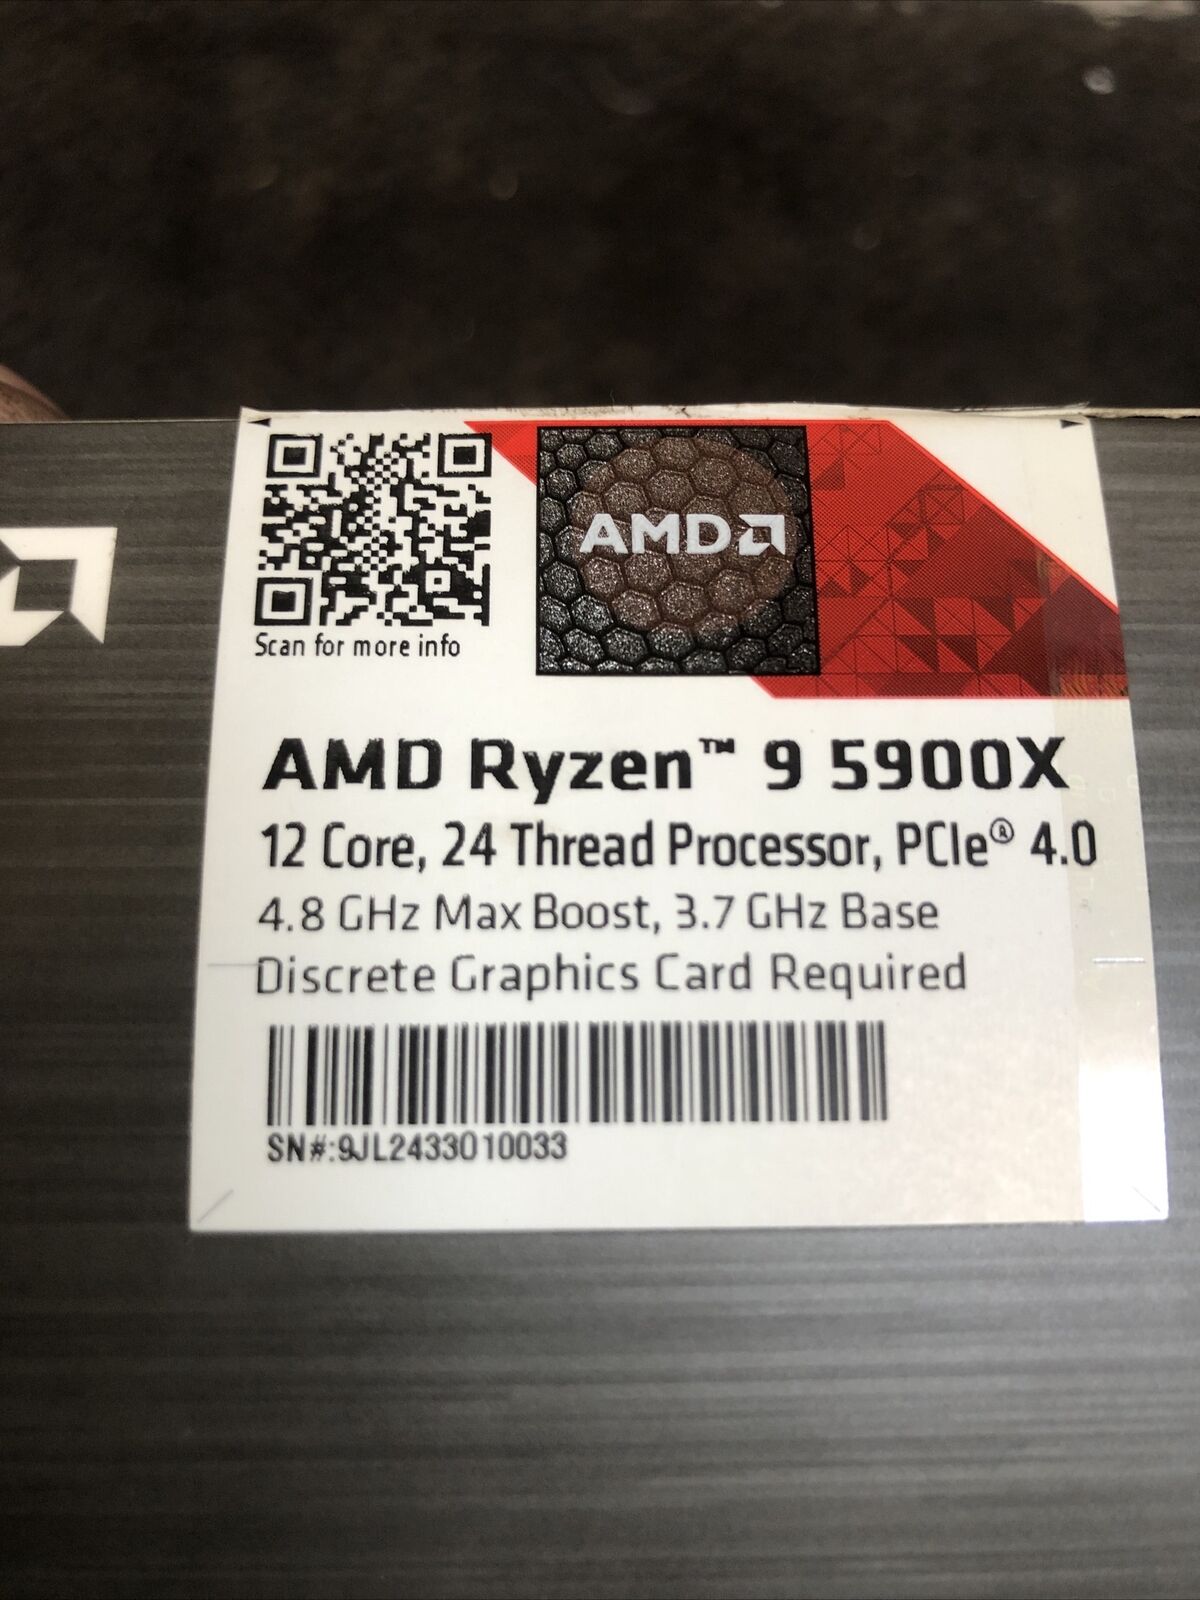 AMD
Scan for more info
AMD Ryzen™ 9 5900X
12 Core, 24 Thread Processor, PCIe® 4.0
4.8 GHz Max Boost, 3.7 GHz Base
Discrete Graphics Card Required
SN#:9JL2433010033